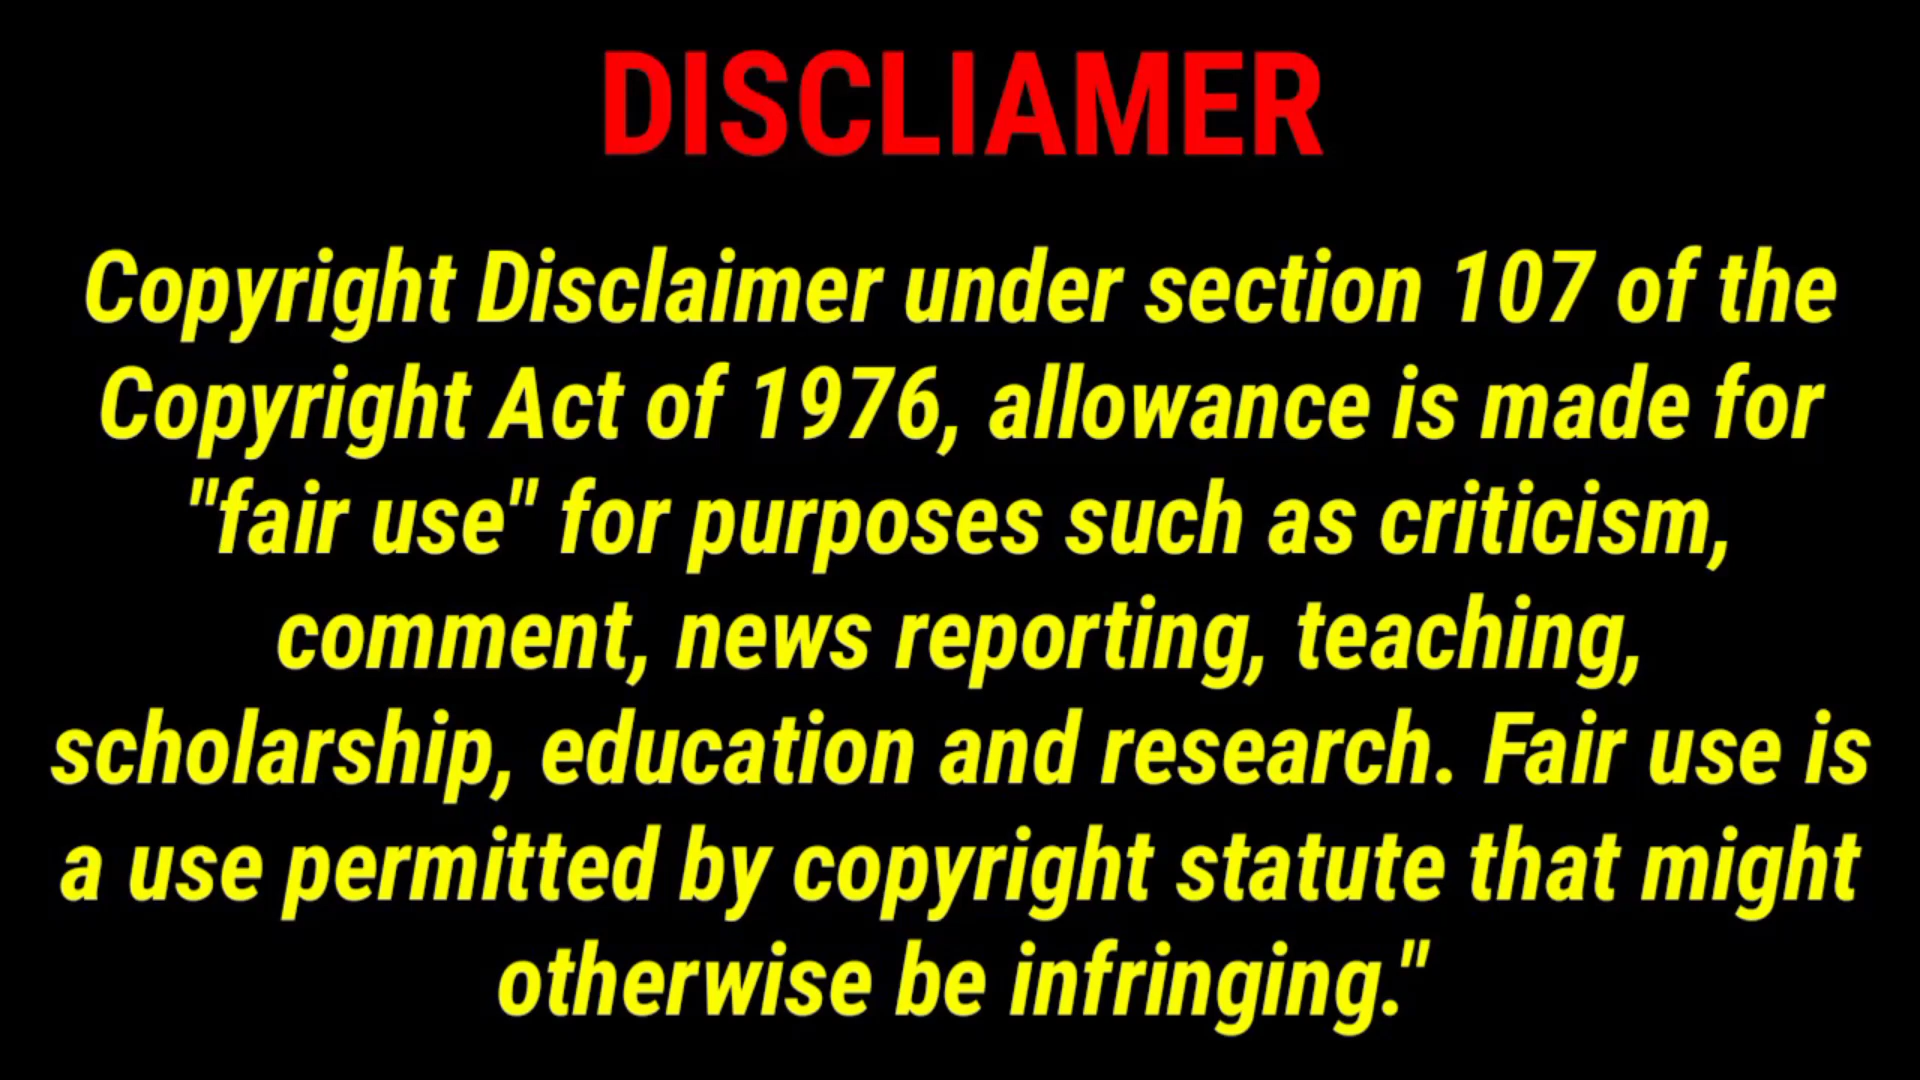 DISCLIAMER
Copyright Disclaimer under section 107 of the
Copyright Act of 1976, allowance is made for
"fair use" for purposes such as criticism,
comment, news reporting, teaching,
scholarship, education and research. Fair use is
a use permitted by copyright statute that might
otherwise be infringing."